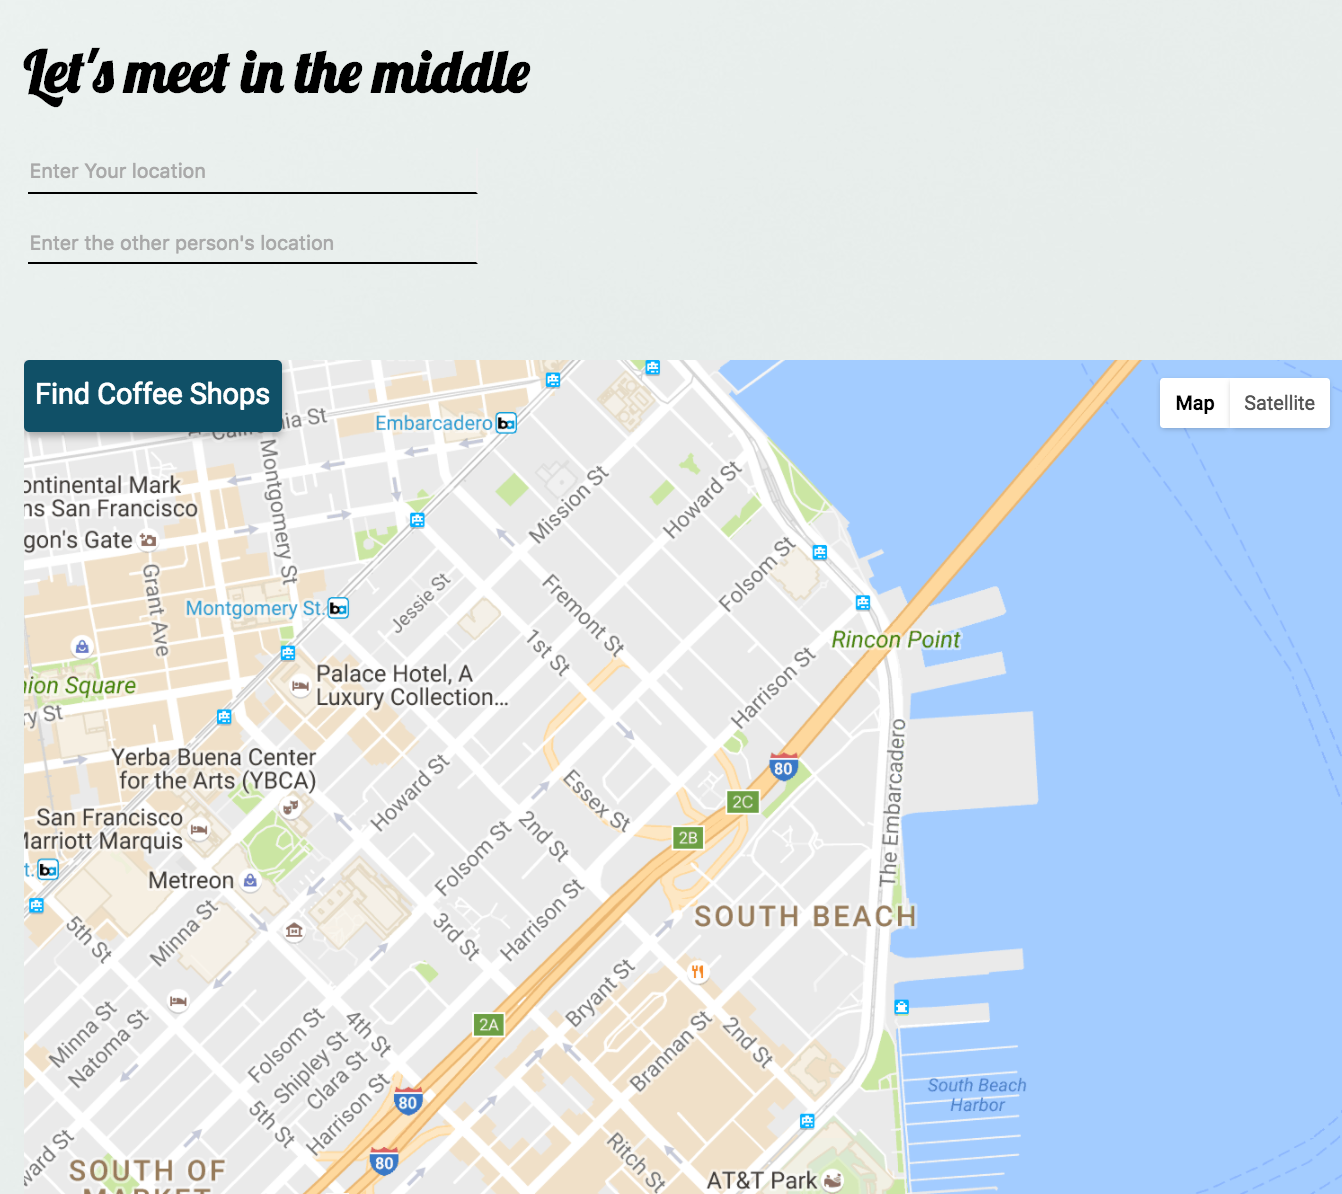 Let's meet in the middle
Enter Your location
Enter the other person's location
Find Coffee Shops
Map
Satellite
Embarcadero
California St
Montgomery St
ontinental Mark
ns San Francisco
gon's Gate
Mission St
Howard St
Folsom St
Grant Ave
Montgomery St.
Jessie St
Fremont St
1st St
Rincon Point
Harrison St
nion Square
ry St
Palace Hotel, A
Luxury Collection...
Yerba Buena Center
for the Arts (YBCA)
Howard St
Essex St
80
2C
2B
The Embarcadero
San Francisco
Marriott Marquis
t.
Metreon
Folsom St
2nd St
Harrison St
3rd St
SOUTH BEACH
5th St
Minna St
Bryant St
2A
Minna St
Natoma St
Folsom St
Shipley St
Clara St
Harrison St
4th St
5th St
80
Brannan St
2nd St
South Beach
Harbor
80
Ritch St
ward St
SOUTH OF
MARKET
AT&T Park